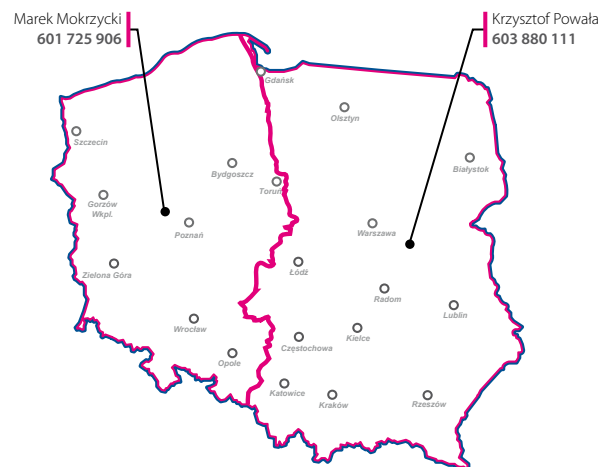 Marek Mokrzycki
601 725 906
Krzysztof Powała
603 880 111
Gdańsk
Olsztyn
Szczecin
Białystok
Bydgoszcz
Toruń
Gorzów
Wkpl.
Poznań
Warszawa
Zielona Góra
Łódź
Radom
Lublin
Wrocław
Kielce
Częstochowa
Opole
Katowice
Kraków
Rzeszów